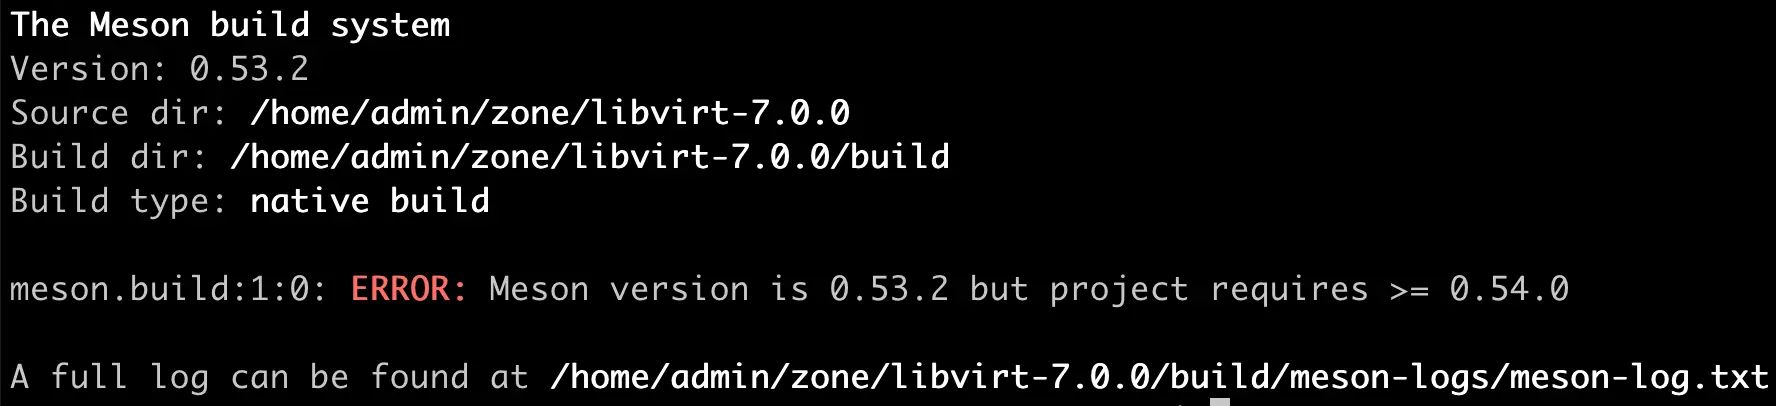 The Meson build system
Version: 0.53.2
Source dir: /home/admin/zone/libvirt-7.0.0
Build dir: /home/admin/zone/libvirt-7.0.0/build
Build type: native build
meson.build:1:0: ERROR: Meson version is 0.53.2 but project requires >= 0.54.0
A full log can be found at /home/admin/zone/libvirt-7.0.0/build/meson-logs/meson-log.txt